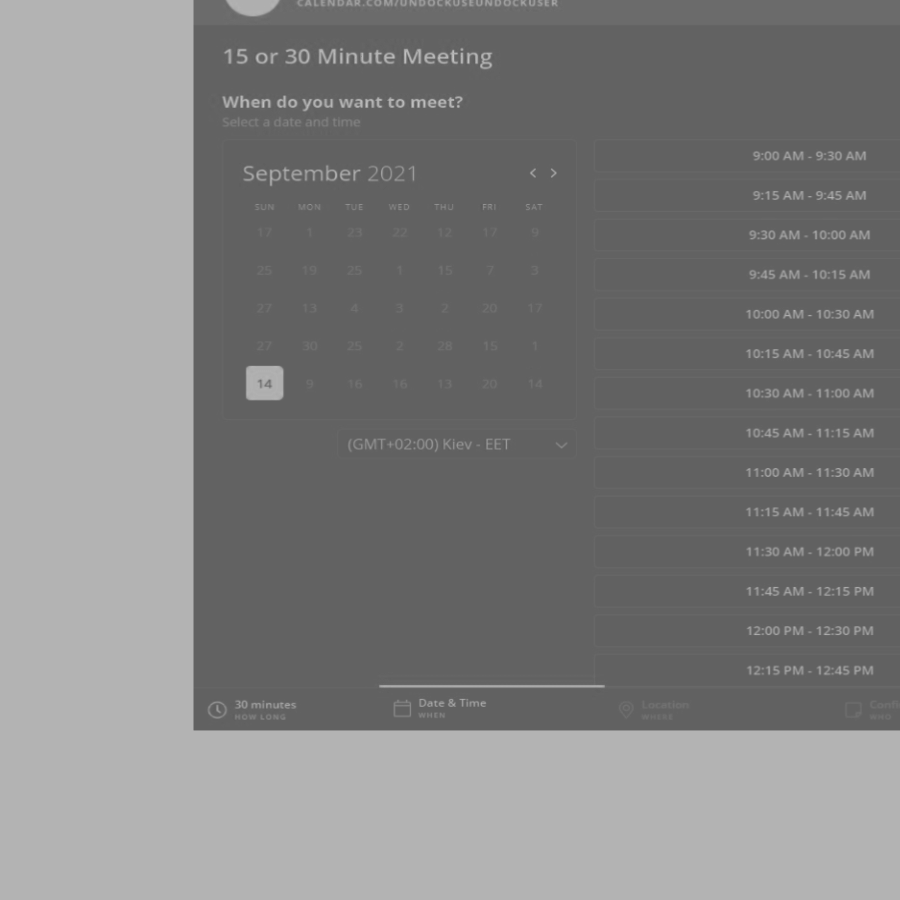 CALENDAR.COM/UNDOCKUSEUNDOCKUSER
15 or 30 Minute Meeting
When do you want to meet?
Select a date and time
September 2021
SUN MON TUE WED THU FRI SAT
17 1 23 22 12 17 9
25 19 25 1 15 7 3
27 13 4 3 2 20 17
27 30 25 2 28 15 1
14 9 16 16 13 20 14
(GMT+02:00) Kiev - EET
9:00 AM - 9:30 AM
9:15 AM - 9:45 AM
9:30 AM - 10:00 AM
9:45 AM - 10:15 AM
10:00 AM - 10:30 AM
10:15 AM - 10:45 AM
10:30 AM - 11:00 AM
10:45 AM - 11:15 AM
11:00 AM - 11:30 AM
11:15 AM - 11:45 AM
11:30 AM - 12:00 PM
11:45 AM - 12:15 PM
12:00 PM - 12:30 PM
12:15 PM - 12:45 PM
30 minutes
HOW LONG
Date & Time
WHEN
Location
WHERE
WHO